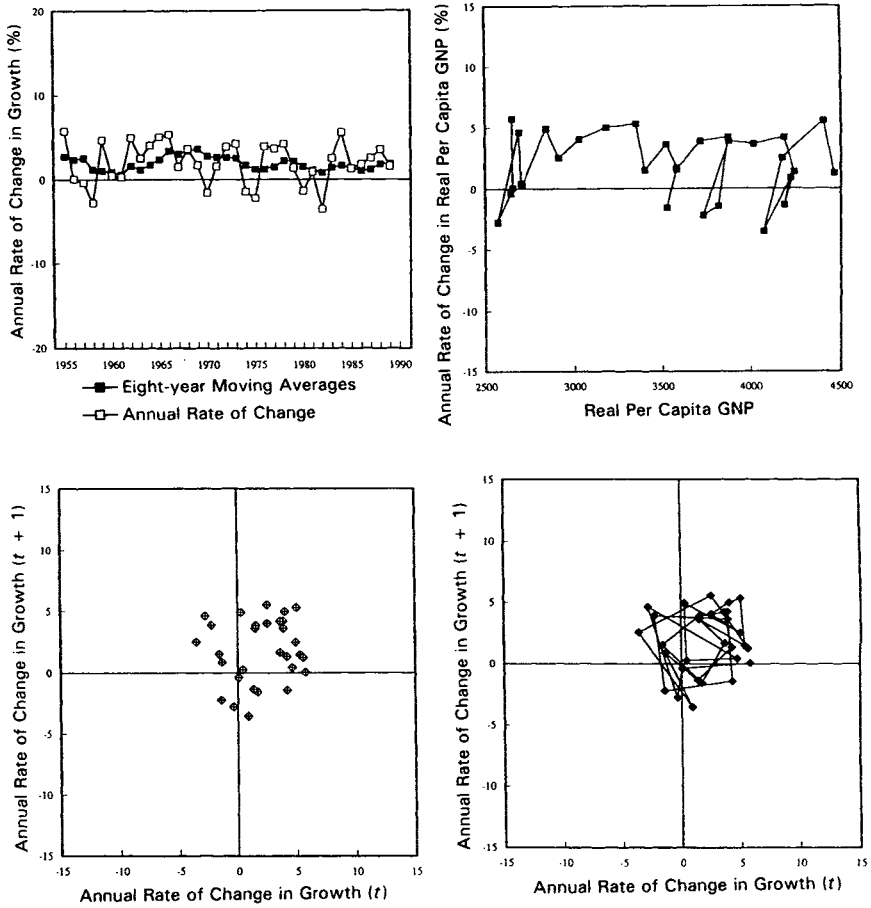 Annual Rate of Change in Growth (%)
20
10
0
-10
-20
1955 1960 1965 1970 1975 1980 1985 1990
Eight-year Moving Averages
Annual Rate of Change
Annual Rate of Change in Real Per Capita GNP (%)
15
10
5
0
-5
-10
-15
2500 3000 3500 4000 4500
Real Per Capita GNP
Annual Rate of Change in Growth (t + 1)
15
10
5
0
-5
-10
-15
-15 -10 -5 0 5 10 15
Annual Rate of Change in Growth (t)
Annual Rate of Change in Growth (t + 1)
15
10
5
0
-5
-10
-15
-15 -10 -5 0 5 10 15
Annual Rate of Change in Growth (t)